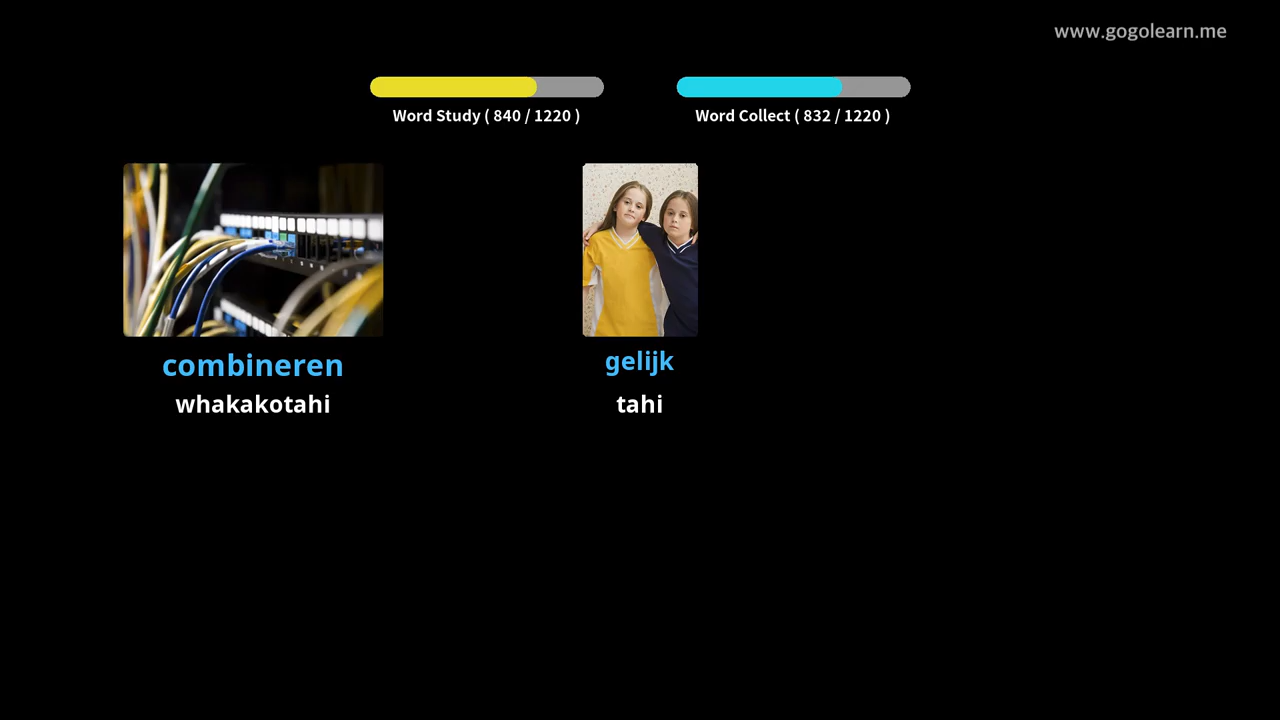 www.gogolearn.me
Word Study ( 840 / 1220 )
Word Collect ( 832 / 1220 )
combineren
whakakotahi
gelijk
tahi